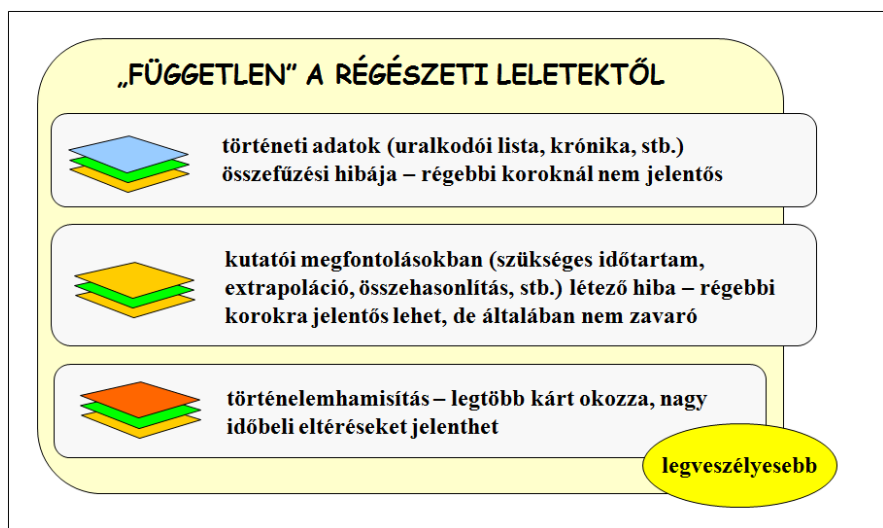 „FÜGGETLEN” A RÉGÉSZETI LELETEKTŐL
történeti adatok (uralkodói lista, krónika, stb.)
összefűzési hibája – régebbi koroknál nem jelentős
kutatói megfontolásokban (szükséges időtartam,
extrapoláció, összehasonlítás, stb.) létező hiba – régebbi
korokra jelentős lehet, de általában nem zavaró
történelemhamisítás – legtöbb kárt okozza, nagy
időbeli eltéréseket jelenthet
legveszélyesebb